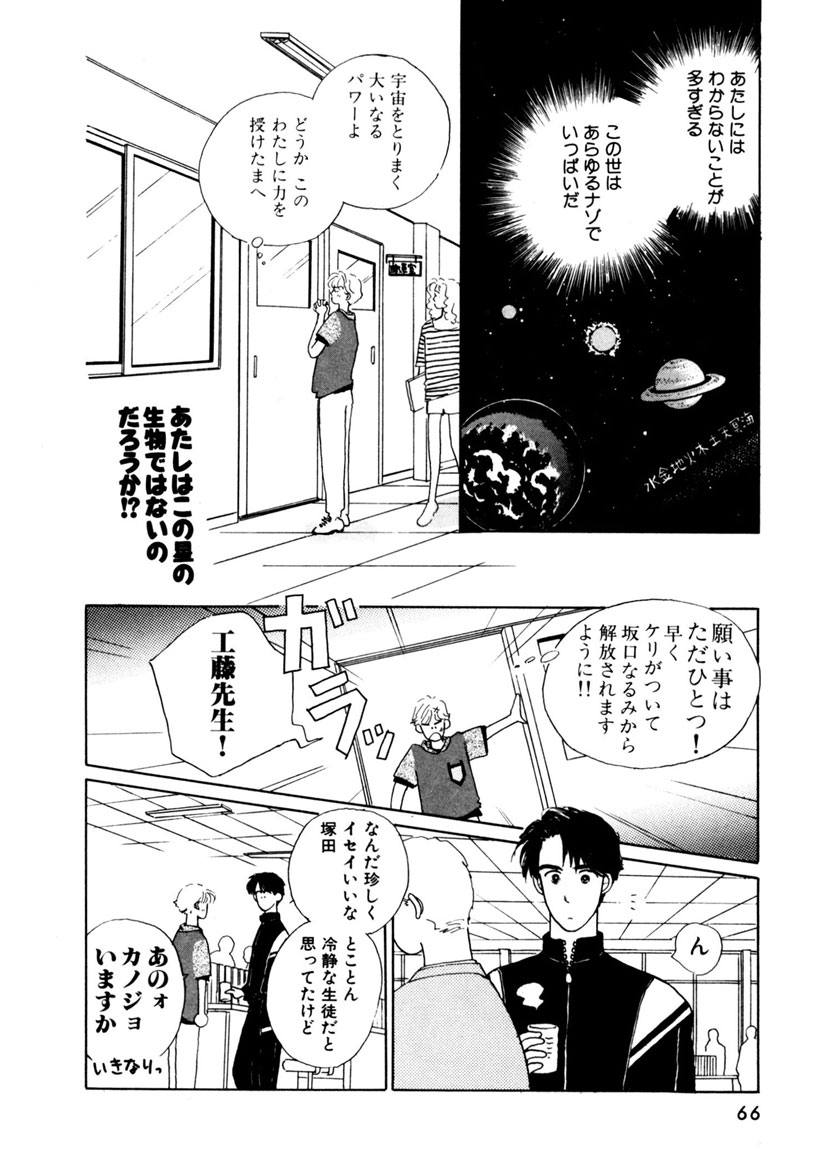 あたしには
わからないことが
多すぎる
この世は
あらゆるナゾで
いっぱいだ
水金地火木土天冥海
宇宙をとりまく
大いなる
パワーよ
どうか この
わたしに力を
授けたまへ
あたしはこの星の
生物ではないの
だろうか!?
願い事は
ただひとつ!
早く
ケリがついて
坂口なるみから
解放されます
ように!!
ガラッ
工藤先生!
ん
なんだ珍しく
イセイいいな
塚田
とことん
冷静な生徒だと
思ってたけど
あのォ
カノジョ
いますか
いきなりっ
66